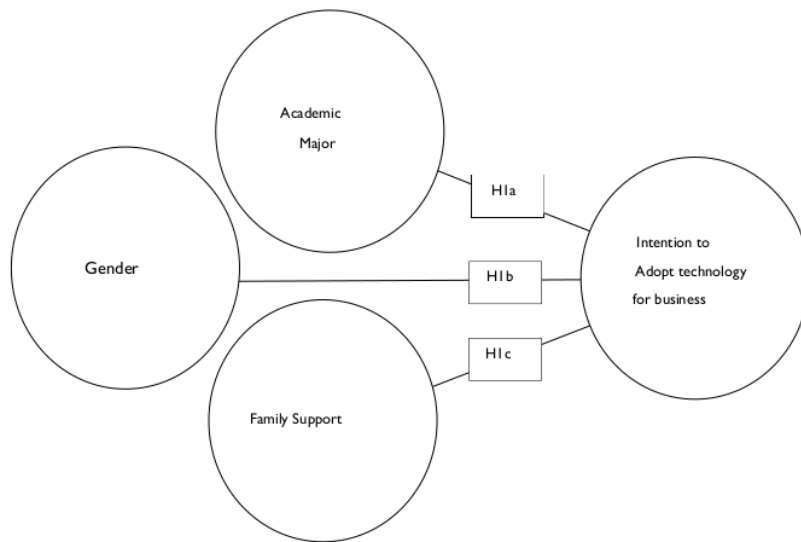 Academic
Major
H1a
Gender
H1b
Intention to
Adopt technology
for business
H1c
Family Support